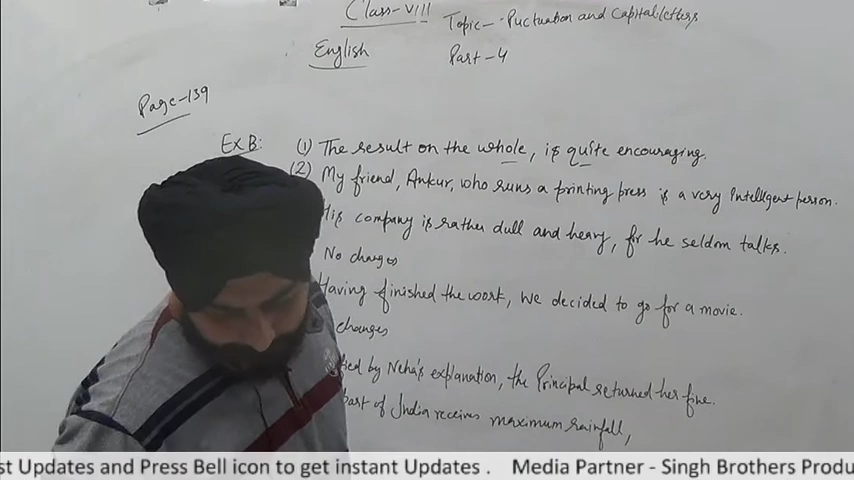 Class-VIII
Topic- Puctuation and Capital letters
English
Part-4
Page-139
Ex B:
(1) The result on the whole, is quite encouraging.
(2) My friend, Ankur, who runs a printing press is a very Intelligent person.
His company is rather dull and heavy, for he seldom talks.
No changes
Having finished the work, we decided to go for a movie.
changes
fied by Neha's explanation, the Principal returned her fine.
part of India receives maximum rainfall,
st Updates and Press Bell icon to get instant Updates . Media Partner - Singh Brothers Produ